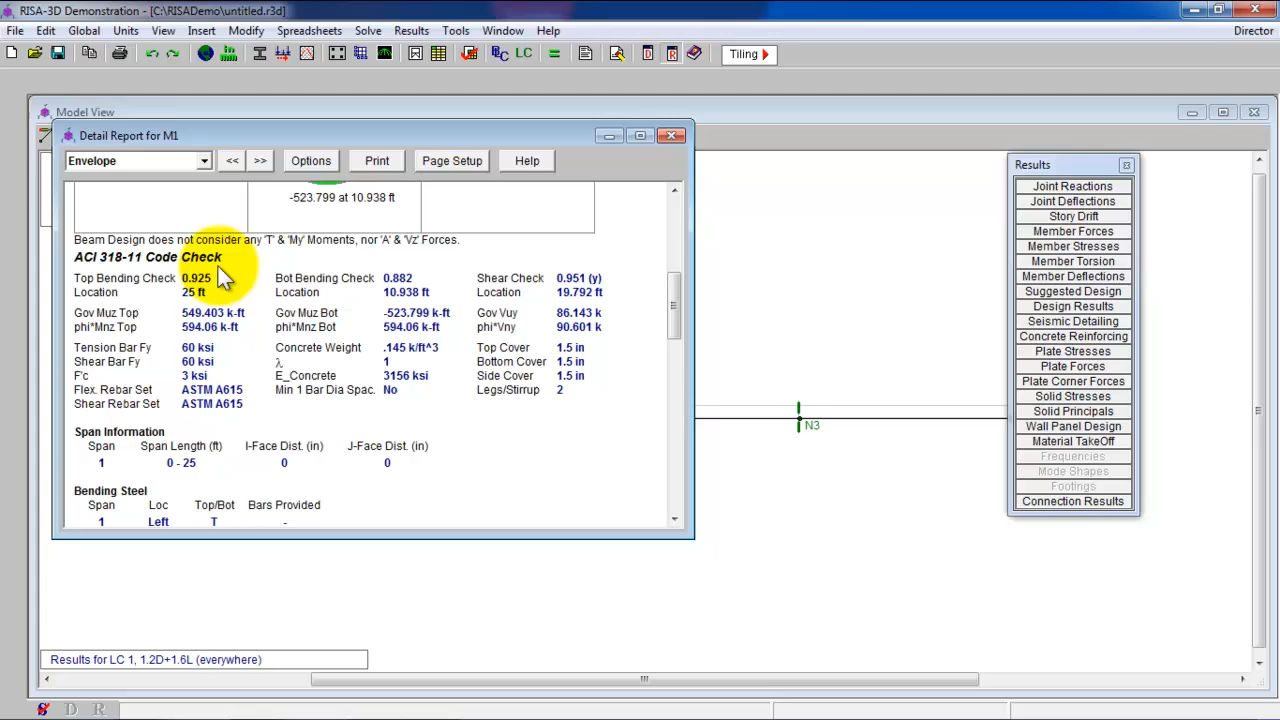 RISA-3D Demonstration - [C:\RISADemo\untitled.r3d]
File Edit Global Units View Insert Modify Spreadsheets Solve Results Tools Window Help Director
LC Tiling
Model View
Detail Report for M1
Envelope << >> Options Print Page Setup Help
-523.799 at 10.938 ft
Beam Design does not consider any 'T' & 'My' Moments, nor 'A' & 'Vz' Forces.
ACI 318-11 Code Check
Top Bending Check 0.925 Bot Bending Check 0.882 Shear Check 0.951 (y)
Location 25 ft Location 10.938 ft Location 19.792 ft
Gov Muz Top 549.403 k-ft Gov Muz Bot -523.799 k-ft Gov Vuy 86.143 k
phi*Mnz Top 594.06 k-ft phi*Mnz Bot 594.06 k-ft phi*Vny 90.601 k
Tension Bar Fy 60 ksi Concrete Weight .145 k/ft^3 Top Cover 1.5 in
Shear Bar Fy 60 ksi λ 1 Bottom Cover 1.5 in
F'c 3 ksi E_Concrete 3156 ksi Side Cover 1.5 in
Flex. Rebar Set ASTM A615 Min 1 Bar Dia Spac. No Legs/Stirrup 2
Shear Rebar Set ASTM A615
Span Information
Span Span Length (ft) I-Face Dist. (in) J-Face Dist. (in)
1 0 - 25 0 0
Bending Steel
Span Loc Top/Bot Bars Provided
1 Left T -
N3
Results
Joint Reactions
Joint Deflections
Story Drift
Member Forces
Member Stresses
Member Torsion
Member Deflections
Suggested Design
Design Results
Seismic Detailing
Concrete Reinforcing
Plate Stresses
Plate Forces
Plate Corner Forces
Solid Stresses
Solid Principals
Wall Panel Design
Material TakeOff
Frequencies
Mode Shapes
Footings
Connection Results
Results for LC 1, 1.2D+1.6L (everywhere)
S D R